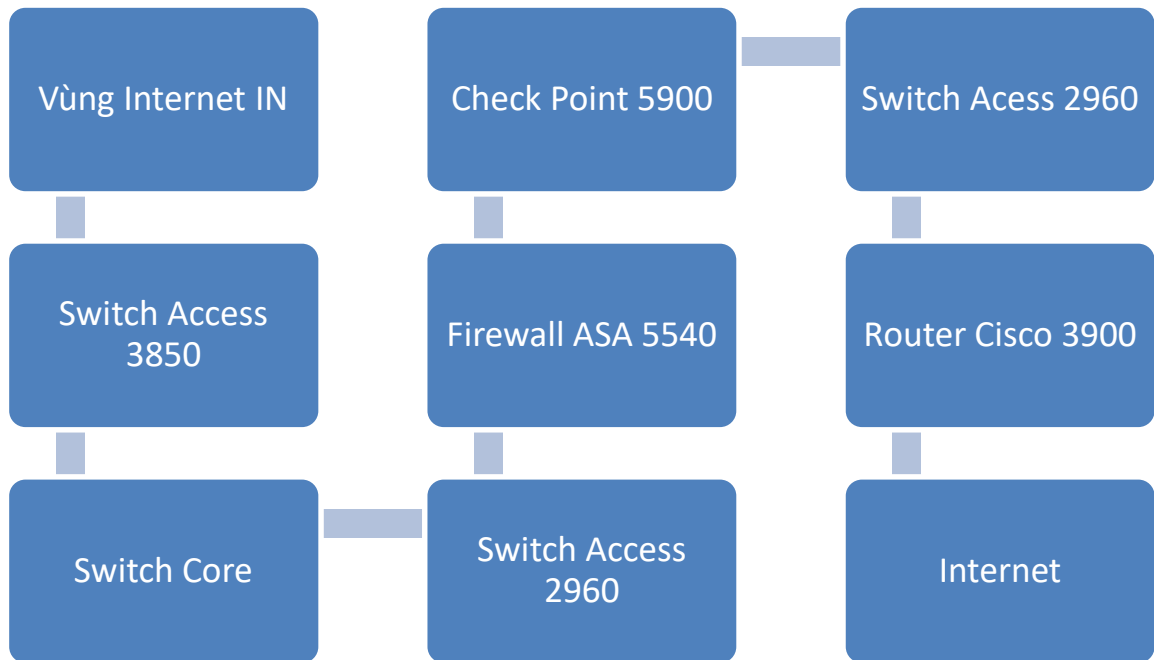 Vùng Internet IN
Switch Access
3850
Switch Core
Switch Access
2960
Firewall ASA 5540
Check Point 5900
Switch Acess 2960
Router Cisco 3900
Internet